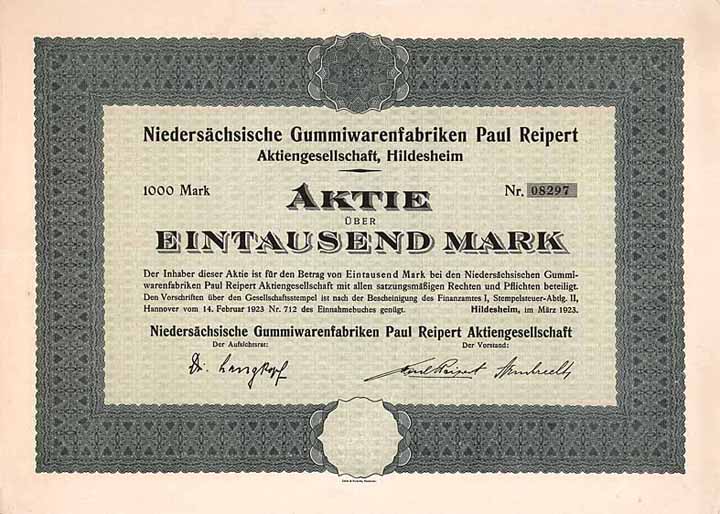 Niedersächsische Gummiwarenfabriken Paul Reipert
Aktiengesellschaft, Hildesheim
1000 Mark
AKTIE
Nr. 08297
ÜBER
EINTAUSEND MARK
Der Inhaber dieser Aktie ist für den Betrag von Eintausend Mark bei den Niedersächsischen Gummi-
warenfabriken Paul Reipert Aktiengesellschaft mit allen satzungsmäßigen Rechten und Pflichten beteiligt.
Den Vorschriften über den Gesellschaftsstempel ist nach der Bescheinigung des Finanzamtes I, Stempelsteuer-Abtlg. II,
Hannover vom 14. Februar 1923 Nr. 712 des Einnahmebuches genügt. Hildesheim, im März 1923.
Niedersächsische Gummiwarenfabriken Paul Reipert Aktiengesellschaft
Der Aufsichtsrat: Der Vorstand:
Dr. Langkopf Paul Reipert